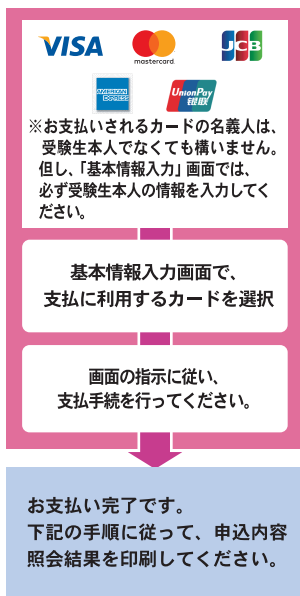 VISA
mastercard.
JCB
AMERICAN
EXPRESS
UnionPay
银联
※お支払いされるカードの名義人は、
受験生本人でなくても構いません。
但し、「基本情報入力」画面では、
必ず受験生本人の情報を入力してく
ださい。
基本情報入力画面で、
支払に利用するカードを選択
画面の指示に従い、
支払手続を行ってください。
お支払い完了です。
下記の手順に従って、申込内容
照会結果を印刷してください。